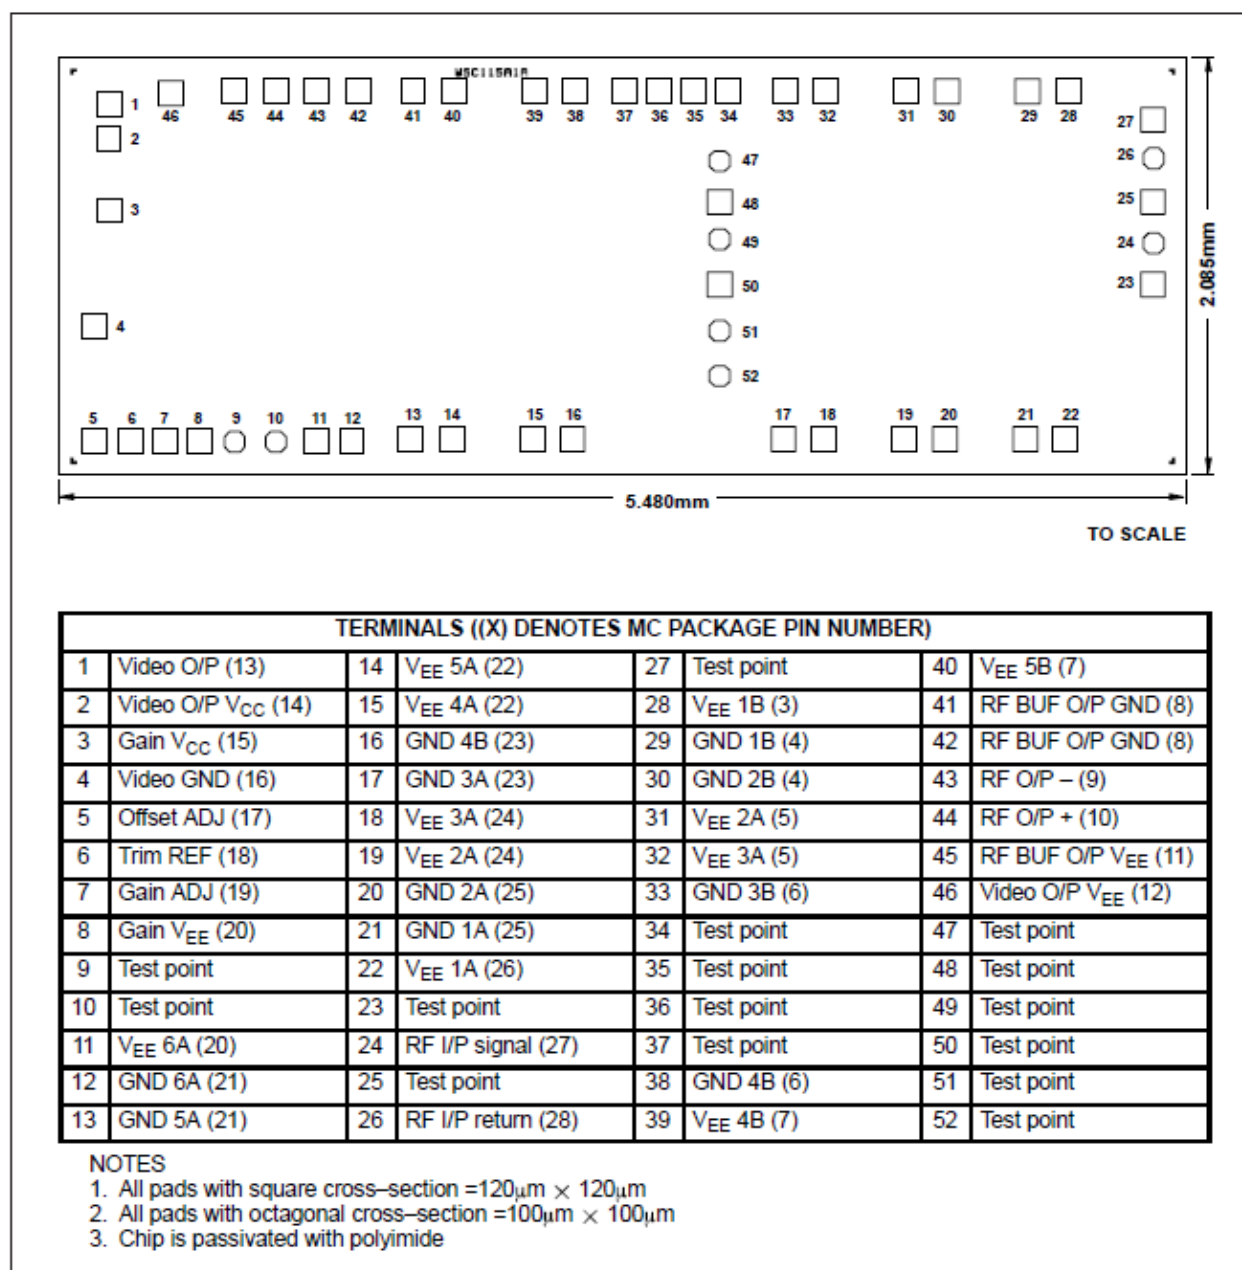 WSC115A1A
1 46 45 44 43 42 41 40 39 38 37 36 35 34 33 32 31 30 29 28
2 27
47 26
3 48 25
49 24
50 23
4 51
52
5 6 7 8 9 10 11 12 13 14 15 16 17 18 19 20 21 22
2.085mm
5.480mm
TO SCALE
TERMINALS ((X) DENOTES MC PACKAGE PIN NUMBER)
1 Video O/P (13) 14 VEE 5A (22) 27 Test point 40 VEE 5B (7)
2 Video O/P VCC (14) 15 VEE 4A (22) 28 VEE 1B (3) 41 RF BUF O/P GND (8)
3 Gain VCC (15) 16 GND 4B (23) 29 GND 1B (4) 42 RF BUF O/P GND (8)
4 Video GND (16) 17 GND 3A (23) 30 GND 2B (4) 43 RF O/P – (9)
5 Offset ADJ (17) 18 VEE 3A (24) 31 VEE 2A (5) 44 RF O/P + (10)
6 Trim REF (18) 19 VEE 2A (24) 32 VEE 3A (5) 45 RF BUF O/P VEE (11)
7 Gain ADJ (19) 20 GND 2A (25) 33 GND 3B (6) 46 Video O/P VEE (12)
8 Gain VEE (20) 21 GND 1A (25) 34 Test point 47 Test point
9 Test point 22 VEE 1A (26) 35 Test point 48 Test point
10 Test point 23 Test point 36 Test point 49 Test point
11 VEE 6A (20) 24 RF I/P signal (27) 37 Test point 50 Test point
12 GND 6A (21) 25 Test point 38 GND 4B (6) 51 Test point
13 GND 5A (21) 26 RF I/P return (28) 39 VEE 4B (7) 52 Test point
NOTES
1. All pads with square cross–section =120µm × 120µm
2. All pads with octagonal cross–section =100µm × 100µm
3. Chip is passivated with polyimide